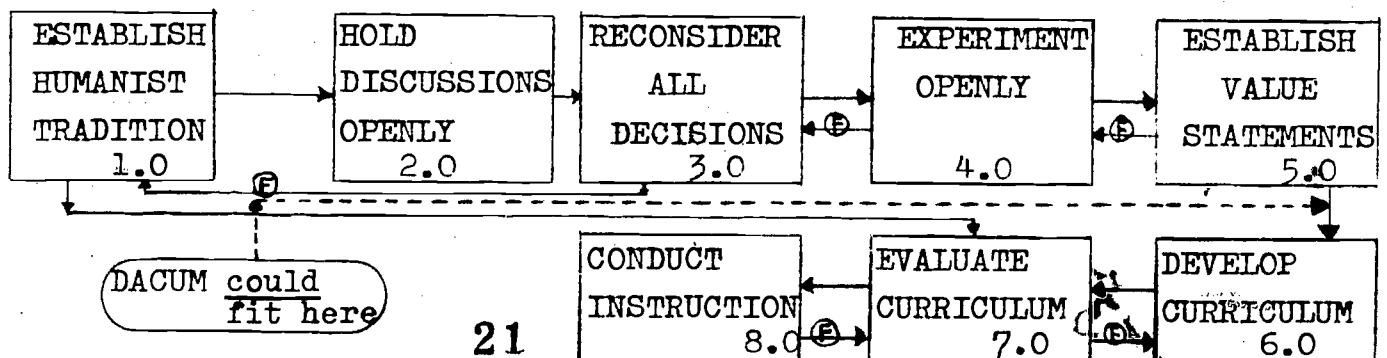 ESTABLISH
HUMANIST
TRADITION
1.0
HOLD
DISCUSSIONS
OPENLY
2.0
RECONSIDER
ALL
DECISIONS
3.0
EXPERIMENT
OPENLY
4.0
ESTABLISH
VALUE
STATEMENTS
5.0
F
F
F
DACUM could
fit here
CONDUCT
INSTRUCTION
8.0
EVALUATE
CURRICULUM
7.0
DEVELOP
CURRICULUM
6.0
F
F
21